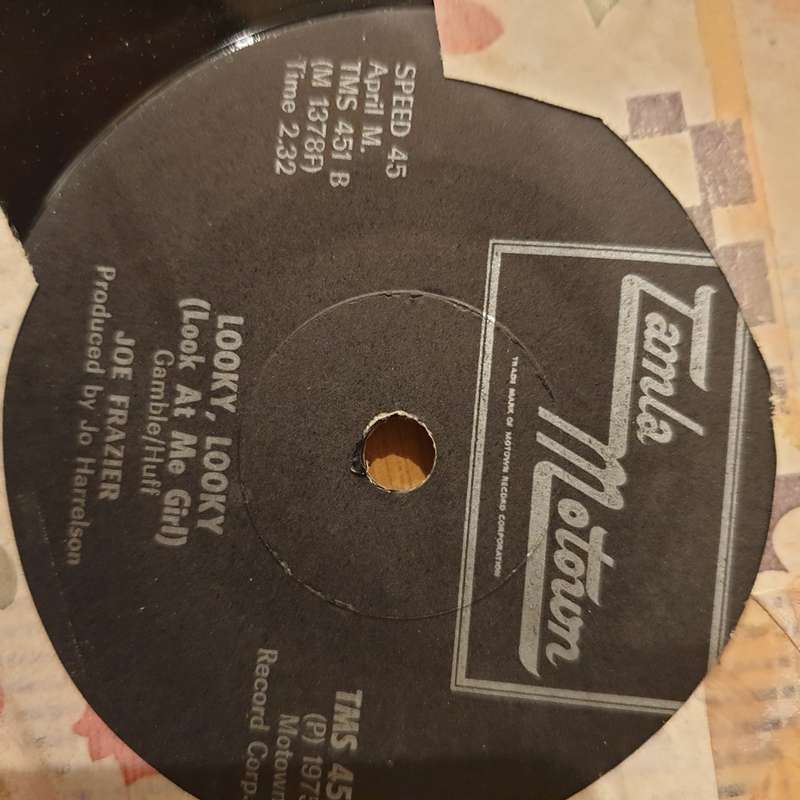 Tamla
Motown
TRADE MARK OF MOTOWN RECORD CORPORATION
SPEED 45
April M.
TMS 451 B
(M 1378F)
Time 2.32
TMS 45
(P) 1975
Motown
Record Corp.
LOOKY, LOOKY
(Look At Me Girl)
Gamble/Huff
JOE FRAZIER
Produced by Jo Harrelson